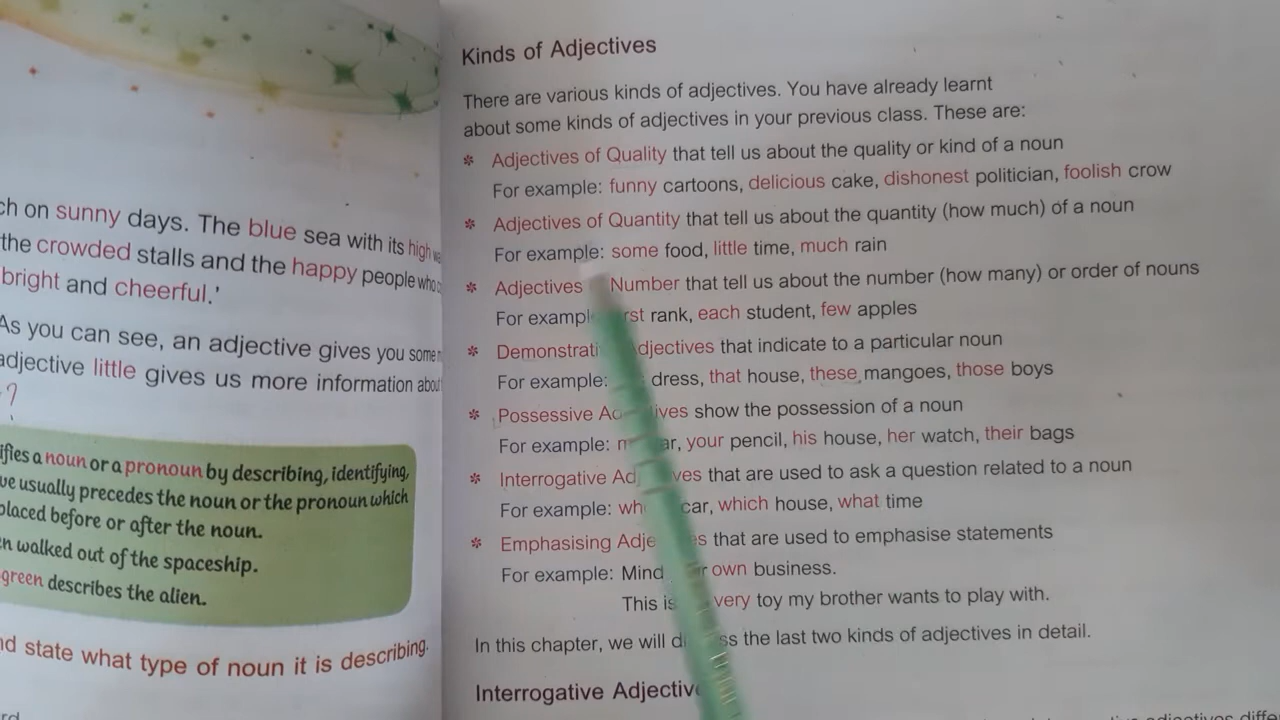 ch on sunny days. The blue sea with its high
the crowded stalls and the happy people who
bright and cheerful.'
As you can see, an adjective gives you some
adjective little gives us more information about
?
a noun or a pronoun by describing, identifying,
usually precedes the noun or the pronoun which
placed before or after the noun.
walked out of the spaceship.
green describes the alien.
state what type of noun it is describing.
Kinds of Adjectives
There are various kinds of adjectives. You have already learnt
about some kinds of adjectives in your previous class. These are:
* Adjectives of Quality that tell us about the quality or kind of a noun
For example: funny cartoons, delicious cake, dishonest politician, foolish crow
* Adjectives of Quantity that tell us about the quantity (how much) of a noun
For example: some food, little time, much rain
* Adjectives Number that tell us about the number (how many) or order of nouns
For rank, each student, few apples
* that indicate to a particular noun
For example: dress, that house, these mangoes, those boys
* Possessive show the possession of a noun
For example: your pencil, his house, her watch, their bags
* Interrogative that are used to ask a question related to a noun
For example: car, which house, what time
* Emphasising that are used to emphasise statements
For example: Mind own business.
This is very toy my brother wants to play with.
In this chapter, we will the last two kinds of adjectives in detail.
Interrogative